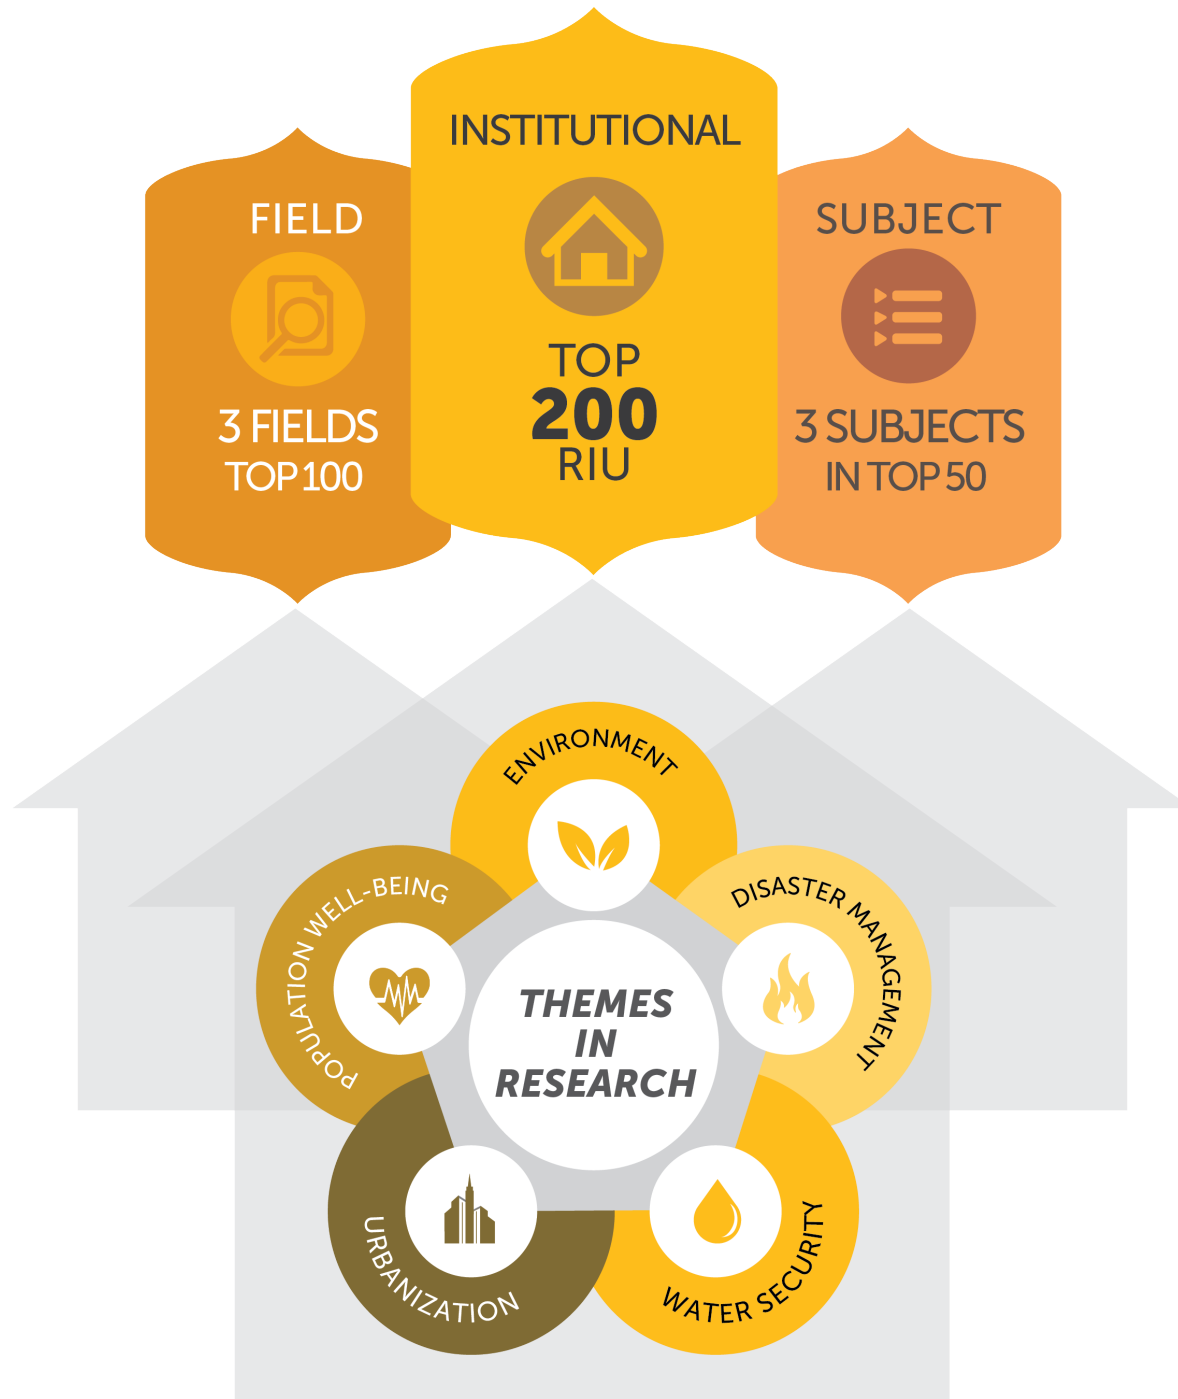 INSTITUTIONAL
TOP
200
RIU
FIELD
3 FIELDS
TOP 100
SUBJECT
3 SUBJECTS
IN TOP 50
ENVIRONMENT
DISASTER MANAGEMENT
WATER SECURITY
URBANIZATION
POPULATION WELL-BEING
THEMES
IN
RESEARCH